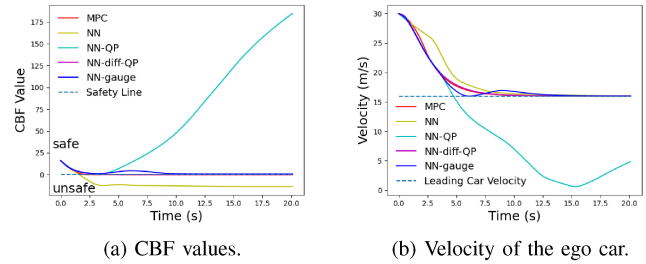 CBF Value
175
150
125
100
75
50
25
0
MPC
NN
NN-QP
NN-diff-QP
NN-gauge
Safety Line
safe
unsafe
0.0 2.5 5.0 7.5 10.0 12.5 15.0 17.5 20.0
Time (s)
(a) CBF values.
Velocity (m/s)
30
25
20
15
10
5
0
MPC
NN
NN-QP
NN-diff-QP
NN-gauge
Leading Car Velocity
0.0 2.5 5.0 7.5 10.0 12.5 15.0 17.5 20.0
Time (s)
(b) Velocity of the ego car.